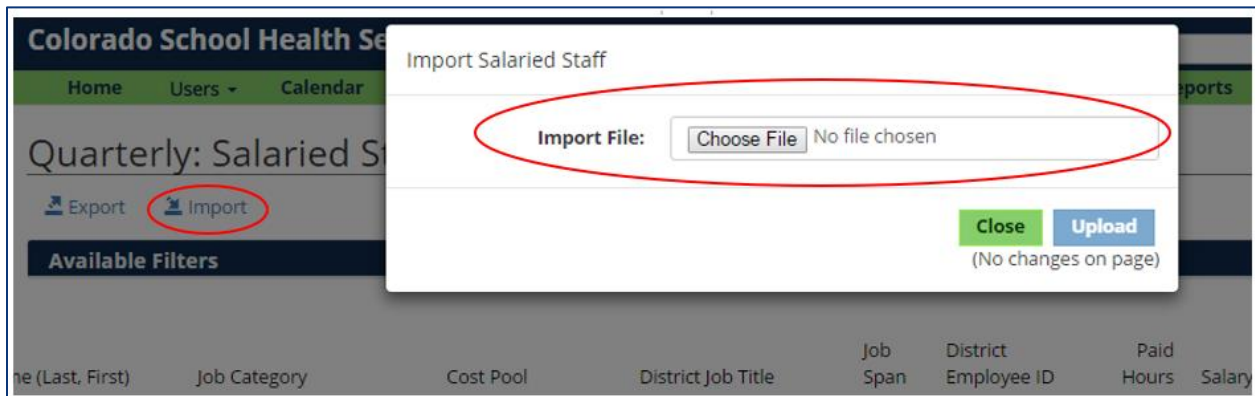 Colorado School Health Se
Import Salaried Staff
Home Users Calendar eports
Import File: Choose File No file chosen
Quarterly: Salaried St
Export Import
Close Upload
(No changes on page)
Available Filters
Job District Paid
ne (Last, First) Job Category Cost Pool District Job Title Span Employee ID Hours Salary